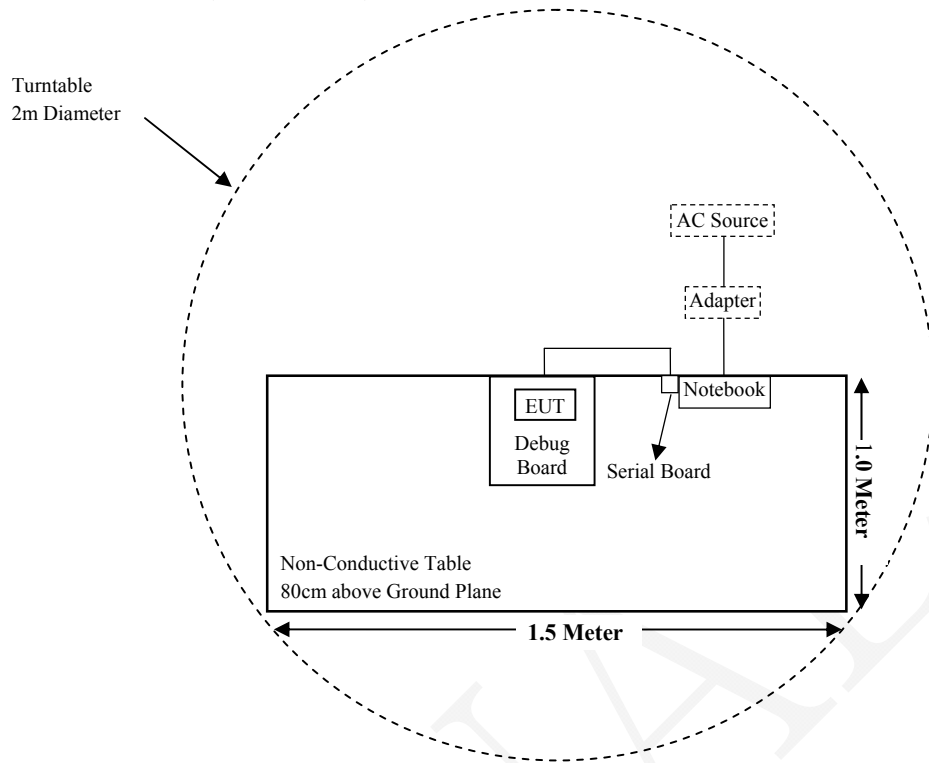 Turntable
2m Diameter
AC Source
Adapter
Notebook
EUT
Debug
Board
Serial Board
1.0 Meter
Non-Conductive Table
80cm above Ground Plane
1.5 Meter